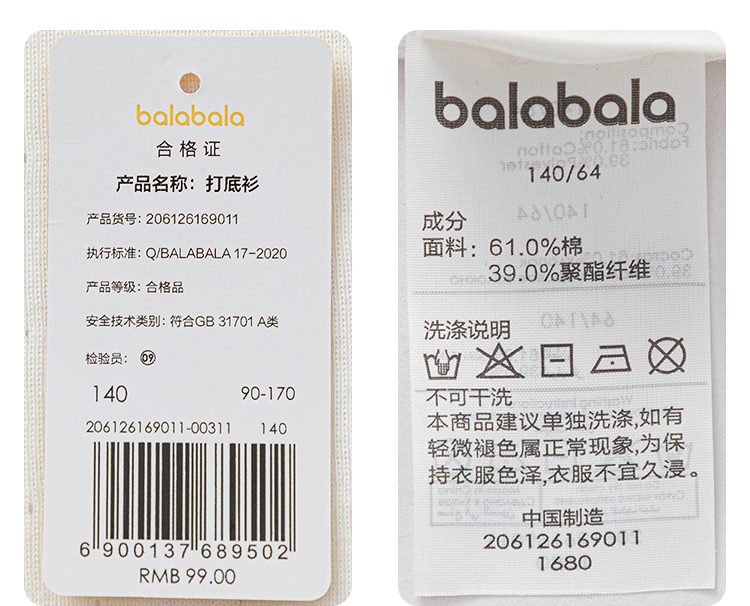 balabala
合格证
产品名称：打底衫
产品货号：206126169011
执行标准：Q/BALABALA 17-2020
产品等级：合格品
安全技术类别：符合GB 31701 A类
检验员：09
140 90-170
206126169011-00311 140
6 900137 689502
RMB 99.00
balabala
140/64
成分
面料：61.0%棉
39.0%聚酯纤维
洗涤说明
不可干洗
本商品建议单独洗涤,如有
轻微褪色属正常现象,为保
持衣服色泽,衣服不宜久浸。
中国制造
206126169011
1680